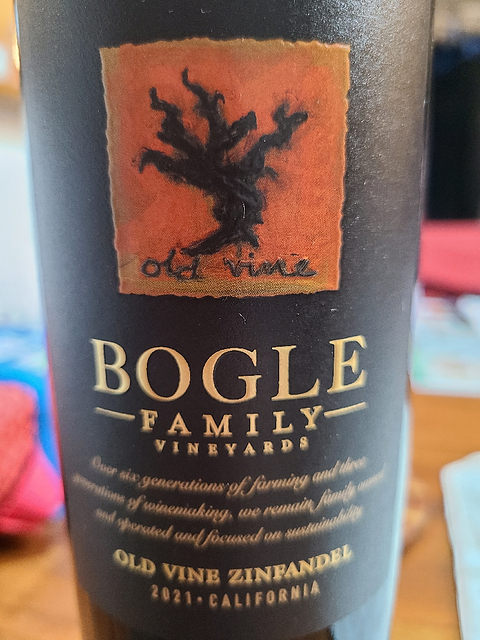 old vine
BOGLE
FAMILY
VINEYARDS
Over six generations of farming and three
generations of winemaking, we remain family owned
and operated and focused on sustainability.
OLD VINE ZINFANDEL
2021 • CALIFORNIA